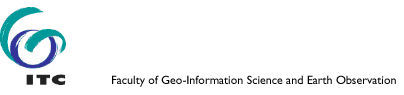 ITC
Faculty of Geo-Information Science and Earth Observation